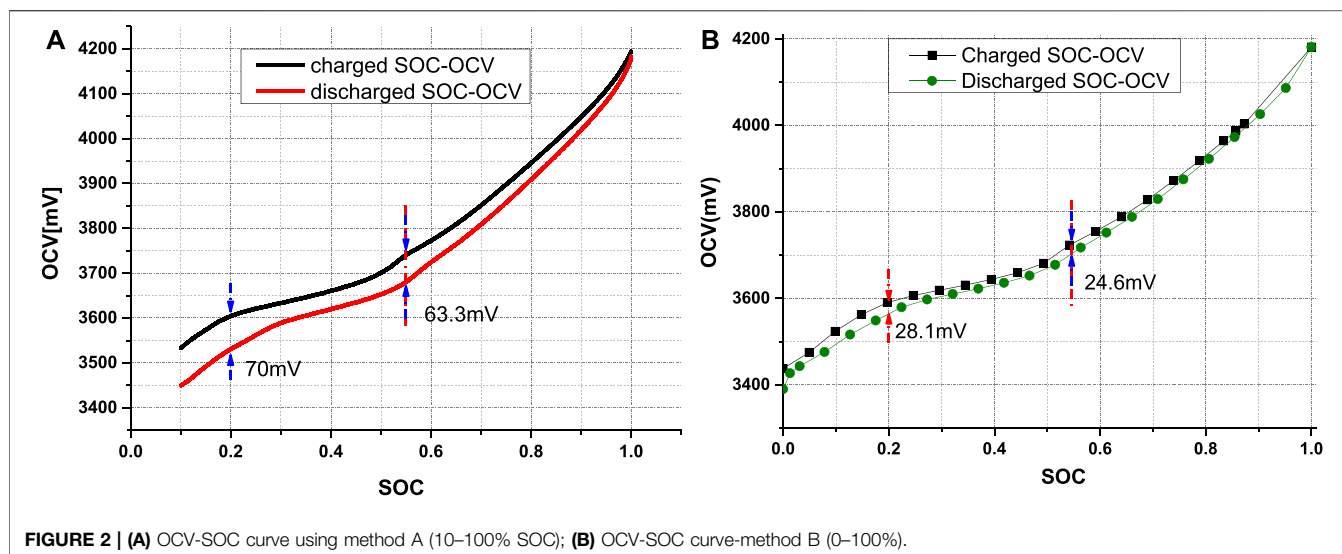 A
charged SOC-OCV
discharged SOC-OCV
4200
4100
4000
3900
3800
3700
3600
3500
3400
OCV[mV]
63.3mV
70mV
0.0
0.2
0.4
0.6
0.8
1.0
SOC
B
Charged SOC-OCV
Discharged SOC-OCV
4200
4000
3800
3600
3400
OCV(mV)
24.6mV
28.1mV
0.0
0.2
0.4
0.6
0.8
1.0
SOC
FIGURE 2 | (A) OCV-SOC curve using method A (10–100% SOC); (B) OCV-SOC curve-method B (0–100%).